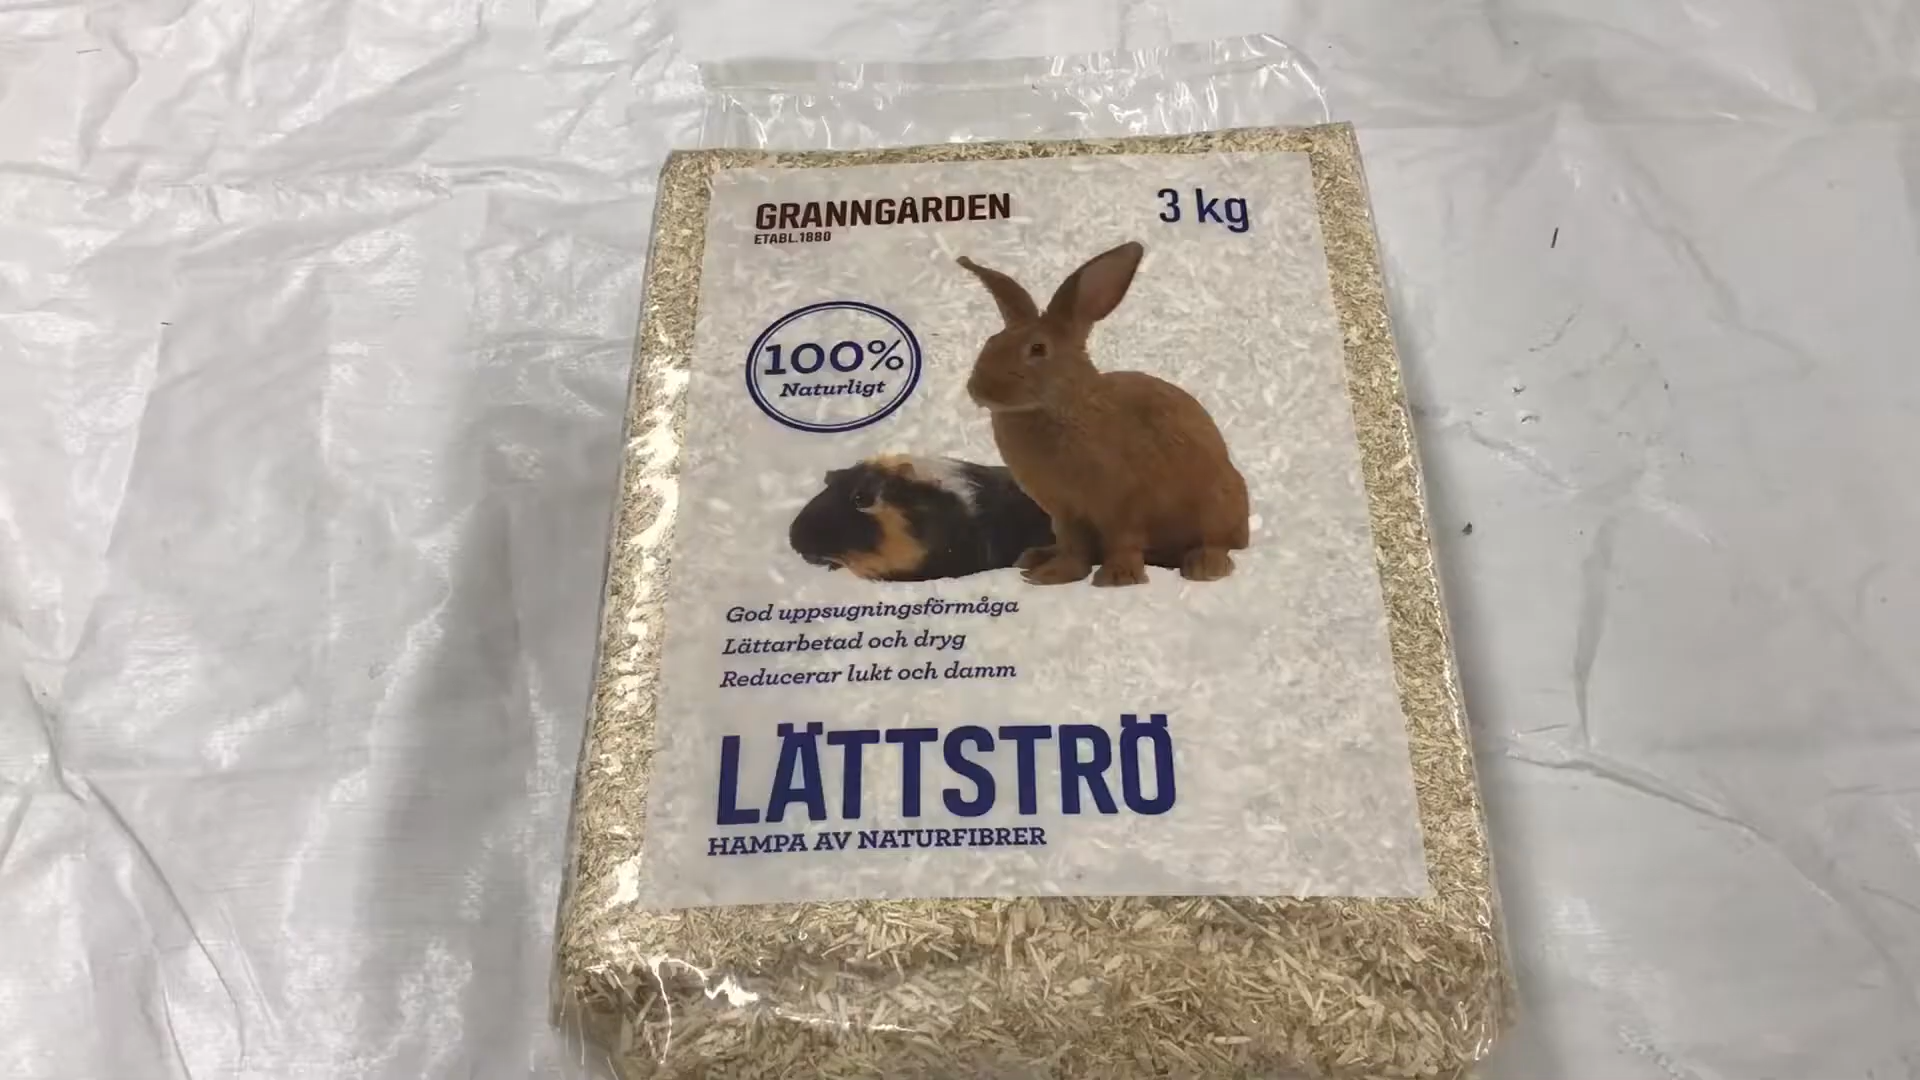 GRANNGÅRDEN
ETABL.1880
3 kg
100%
Naturligt
God uppsugningsförmåga
Lättarbetad och dryg
Reducerar lukt och damm
LÄTTSTRÖ
HAMPA AV NATURFIBRER